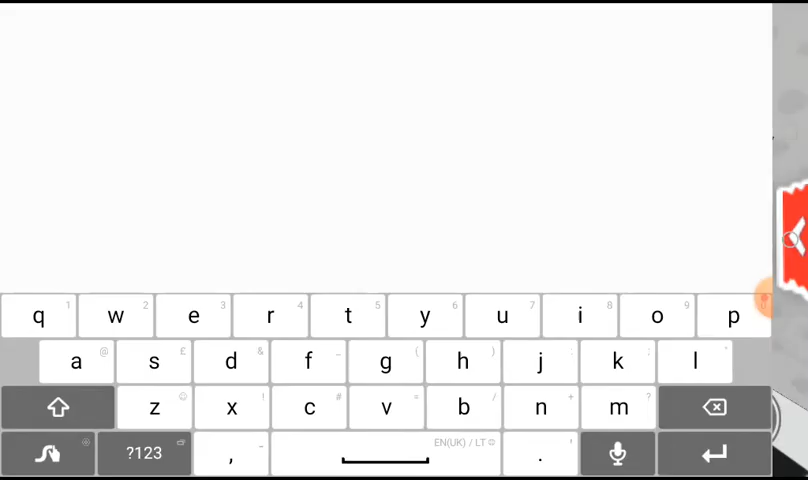 q 1 w 2 e 3 r 4 t 5 y 6 u 7 i 8 o 9 p
a @ s £ d & f _ g ( h ) j : k ; l "
z x ! c # v = b / n + m ?
?123 , EN(UK) / LT .